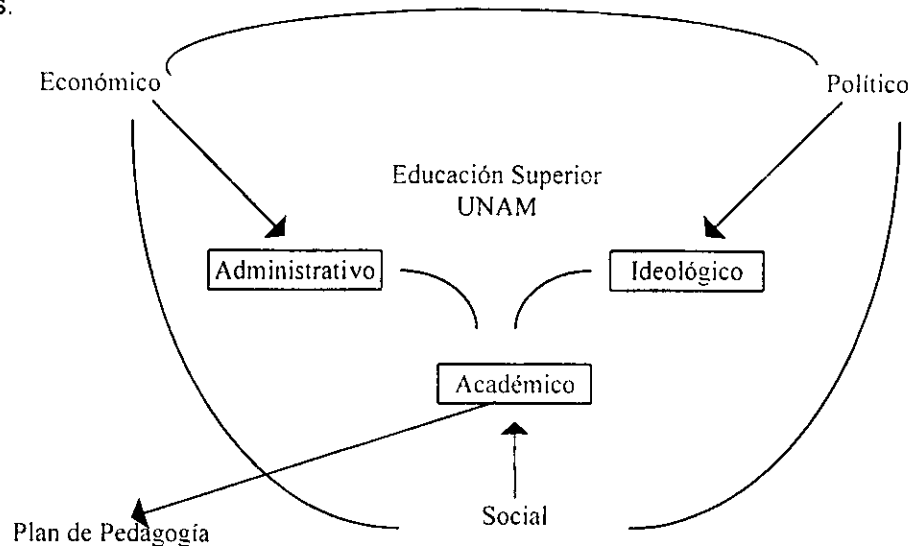 s.
Económico
Político
Educación Superior
UNAM
Administrativo
Ideológico
Académico
Social
Plan de Pedagogía